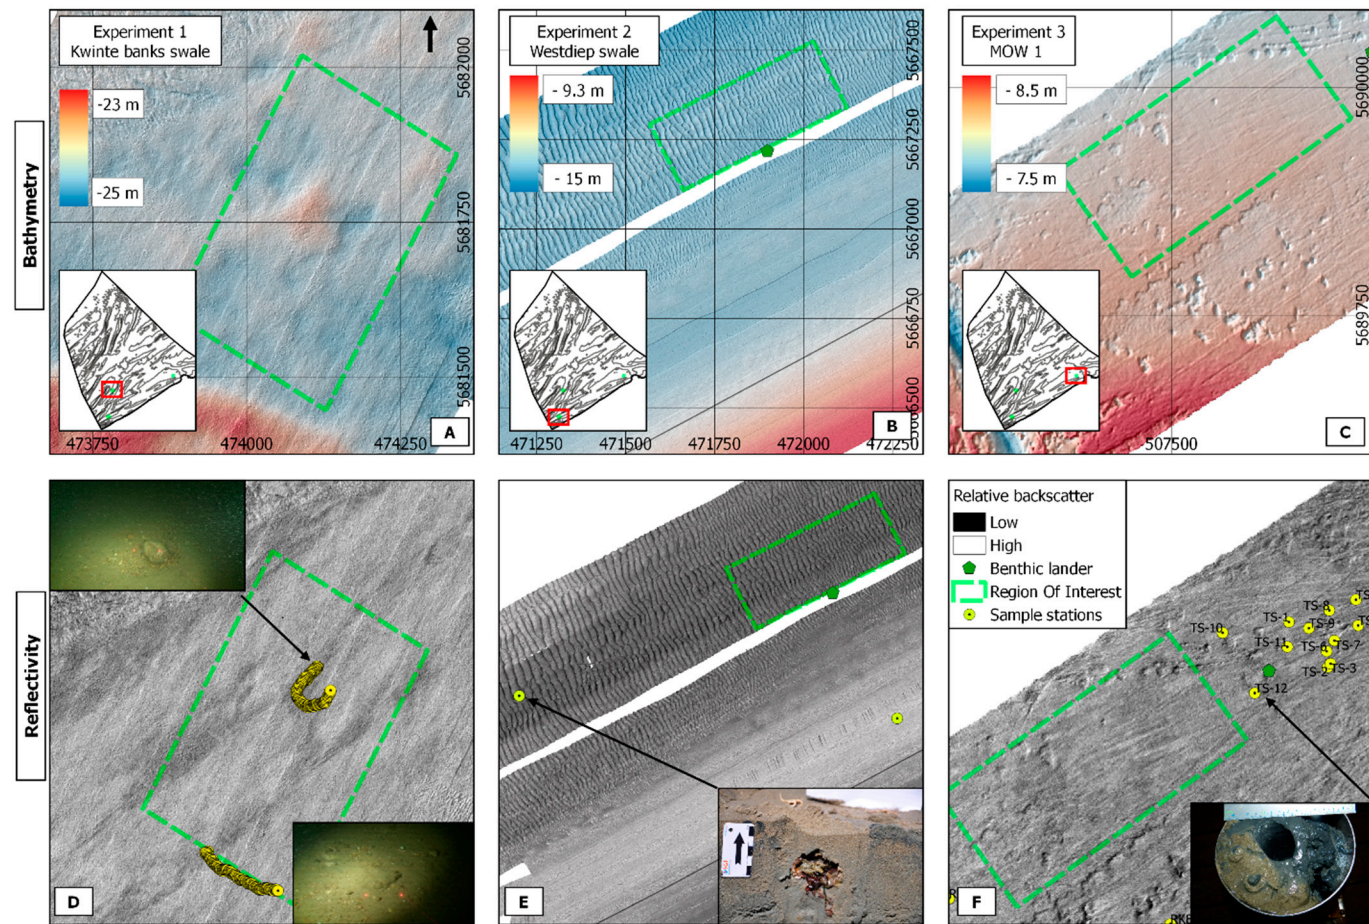 Bathymetry
Experiment 1
Kwinte banks swale
-23 m
-25 m
5682000
5681750
5681500
473750
474000
474250
A
Experiment 2
Westdiep swale
- 9.3 m
- 15 m
5667500
5667250
5667000
5666750
5666500
471250
471500
471750
472000
472250
B
Experiment 3
MOW 1
- 8.5 m
- 7.5 m
5690000
5689750
507500
C
Reflectivity
D
E
Relative backscatter
Low
High
Benthic lander
Region Of Interest
Sample stations
TS-8
TS-1
TS-9
TS-10
TS-11
TS-6
TS-7
TS-2
TS-3
TS-12
F